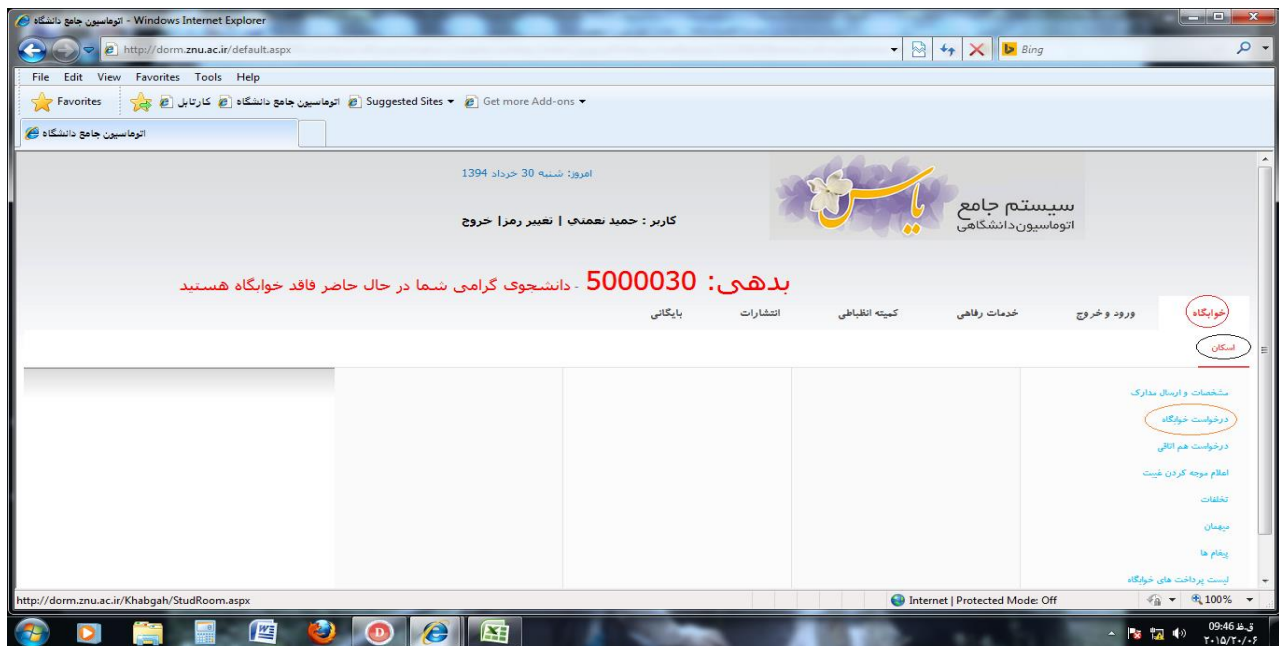 اتوماسیون جامع دانشگاه - Windows Internet Explorer
http://dorm.znu.ac.ir/default.aspx
Bing
File Edit View Favorites Tools Help
Favorites کارتابل اتوماسیون جامع دانشگاه Suggested Sites Get more Add-ons
اتوماسیون جامع دانشگاه
امروز: شنبه 30 خرداد 1394
یاس
سیستم جامع
اتوماسیون دانشگاهی
کاربر : حمید نعمتی | تغییر رمز| خروج
بدهی: 5000030 - دانشجوی گرامی شما در حال حاضر فاقد خوابگاه هستید
خوابگاه ورود و خروج خدمات رفاهی کمیته انظباطی انتشارات بایگانی
اسکان
مشخصات و ارسال مدارک
درخواست خوابگاه
درخواست هم اتاقی
اعلام موجه کردن غیبت
تخلفات
میهمان
پیغام ها
لیست پرداخت های خوابگاه
http://dorm.znu.ac.ir/Khabgah/StudRoom.aspx
Internet | Protected Mode: Off
100%
09:46 ق.ظ
۲۰۱۵/۲۰/۰۶